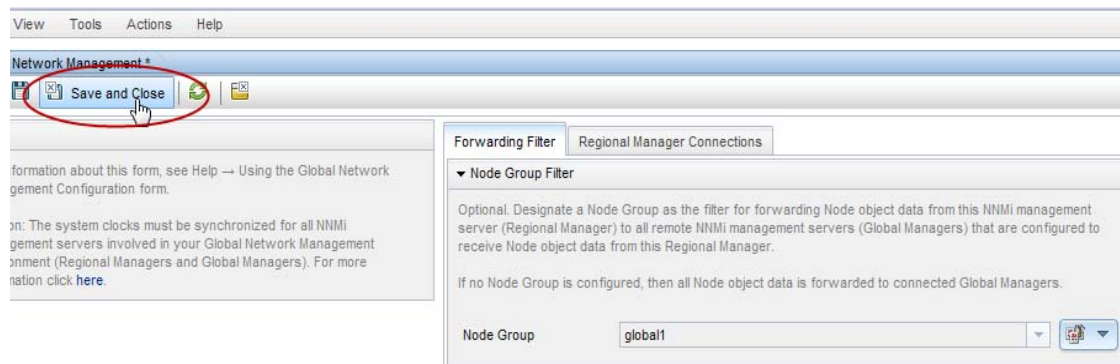 View Tools Actions Help
Network Management *
Save and Close
Forwarding Filter Regional Manager Connections
formation about this form, see Help → Using the Global Network
gement Configuration form.
on: The system clocks must be synchronized for all NNMi
gement servers involved in your Global Network Management
onment (Regional Managers and Global Managers). For more
mation click here.
Node Group Filter
Optional. Designate a Node Group as the filter for forwarding Node object data from this NNMi management
server (Regional Manager) to all remote NNMi management servers (Global Managers) that are configured to
receive Node object data from this Regional Manager.
If no Node Group is configured, then all Node object data is forwarded to connected Global Managers.
Node Group global1